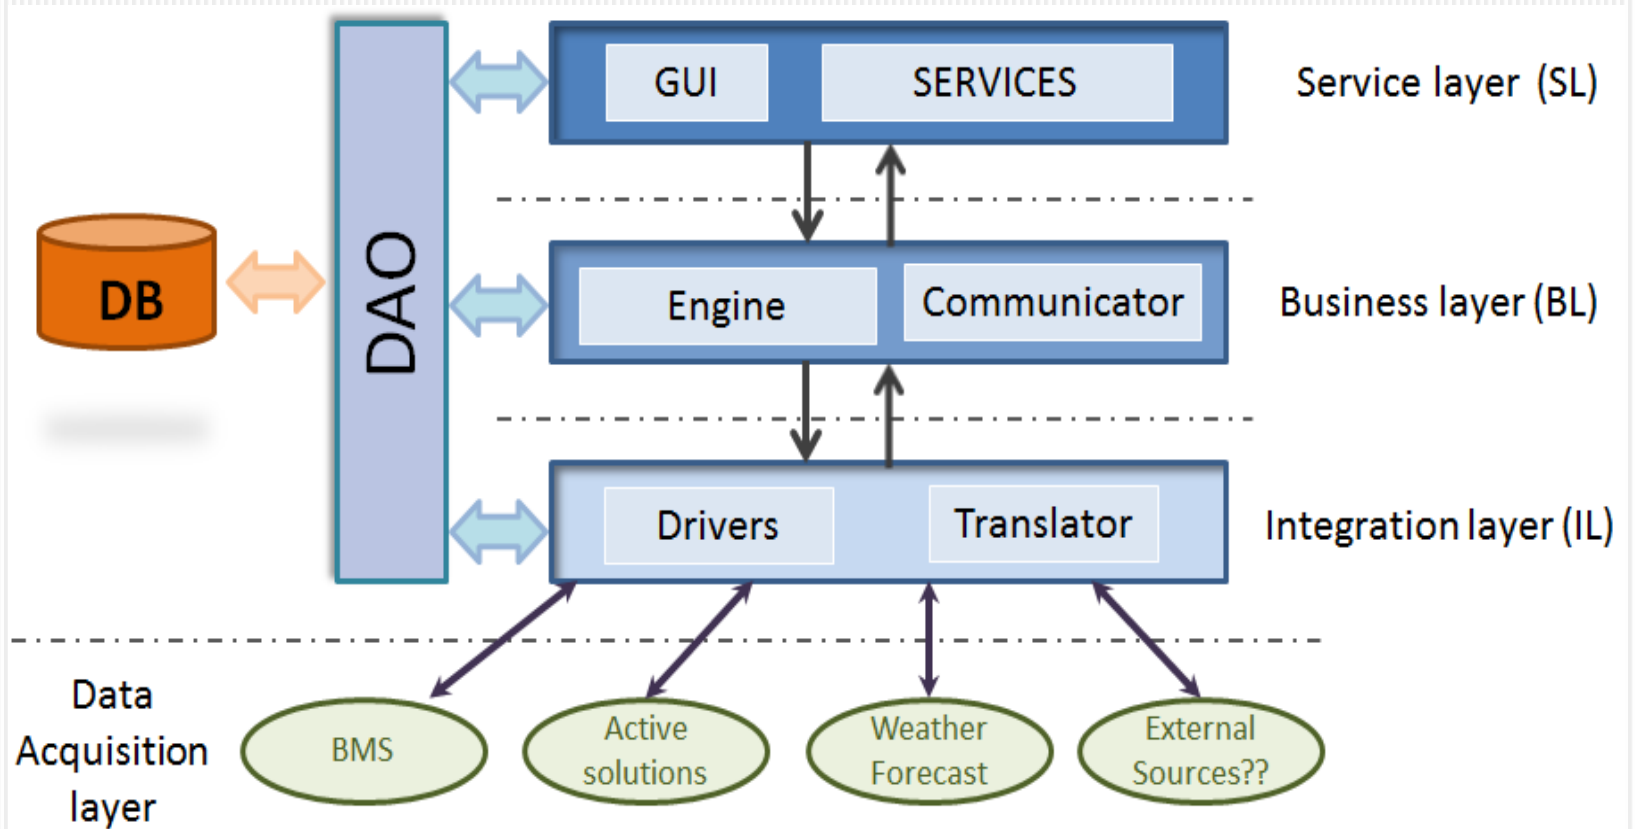 GUI
SERVICES
Service layer (SL)
DB
DAO
Engine
Communicator
Business layer (BL)
Drivers
Translator
Integration layer (IL)
Data
Acquisition
layer
BMS
Active
solutions
Weather
Forecast
External
Sources??